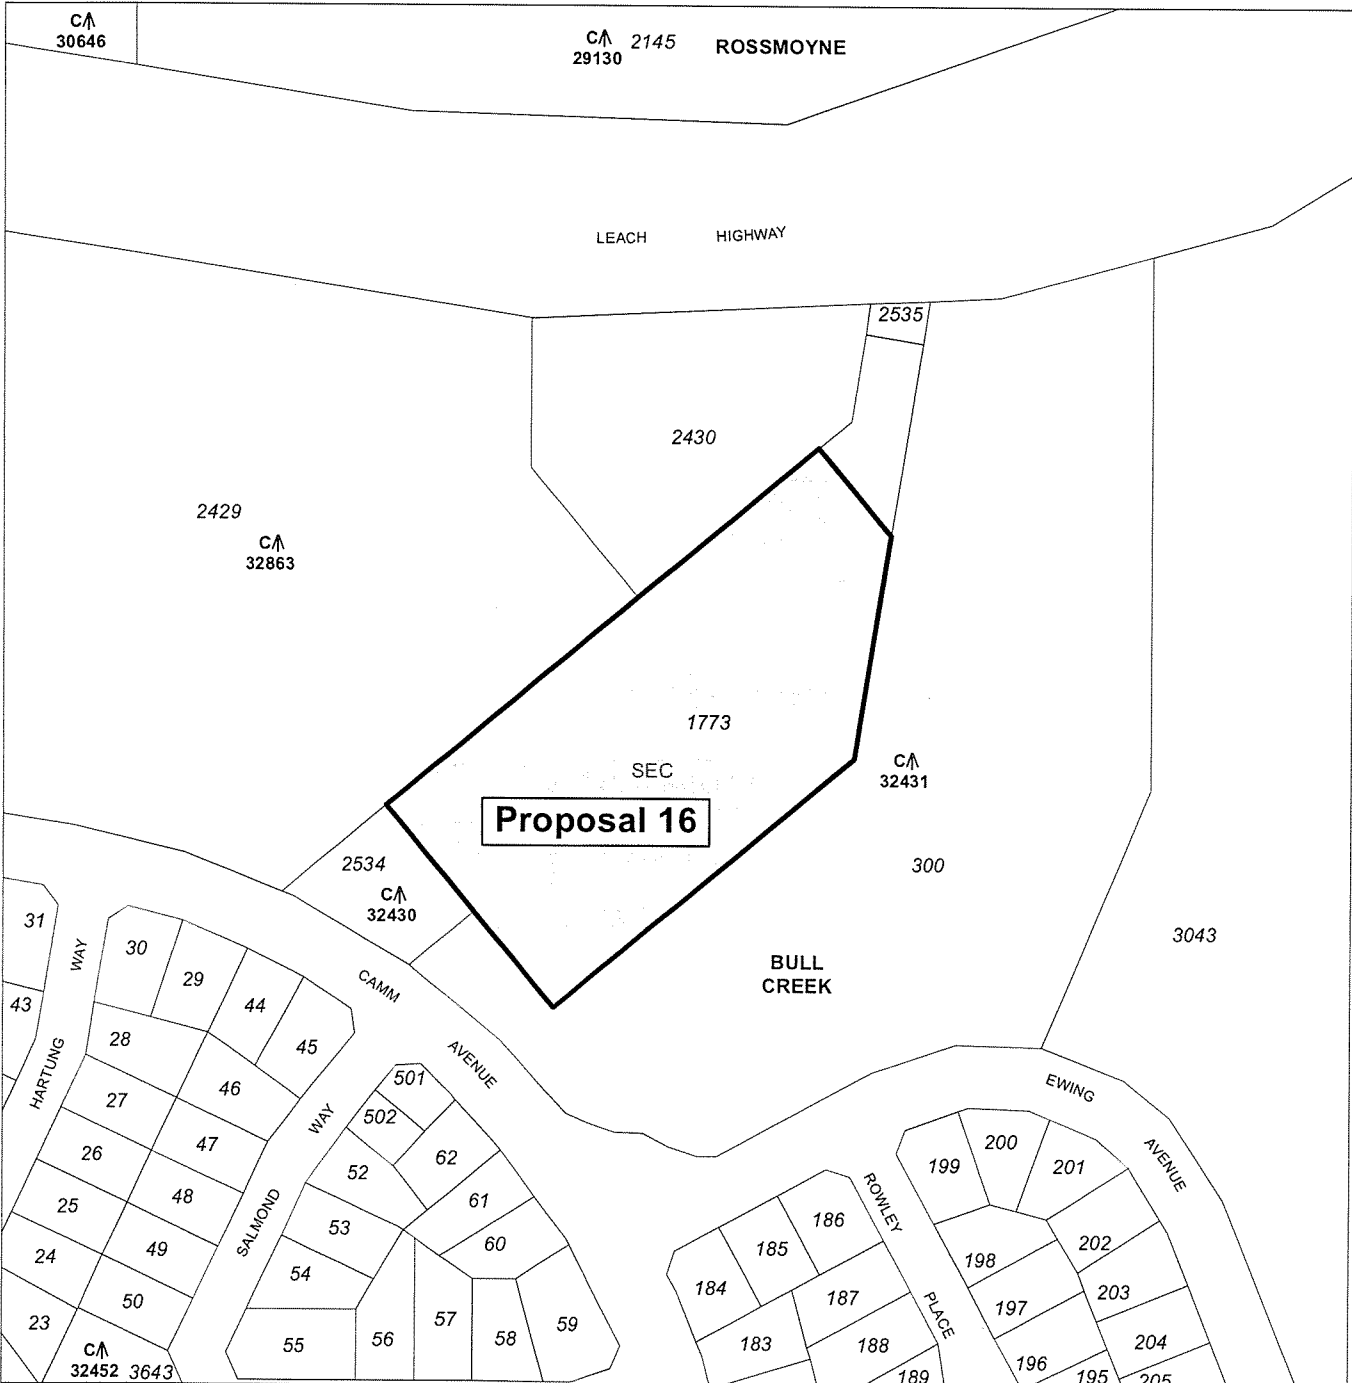 C
30646
C
29130
2145
ROSSMOYNE
LEACH HIGHWAY
2535
2430
2429
C
32863
1773
SEC
Proposal 16
C
32431
2534
C
32430
300
3043
BULL
CREEK
31
WAY
30
29
44
45
CAMM
AVENUE
43
HARTUNG
28
46
27
47
26
48
25
49
24
50
23
C
32452
3643
501
502
WAY
SALMOND
52
62
53
61
54
60
55
56
57
58
59
EWING
AVENUE
199
200
201
ROWLEY
PLACE
186
185
184
187
183
188
189
198
202
197
203
196
204
195
205